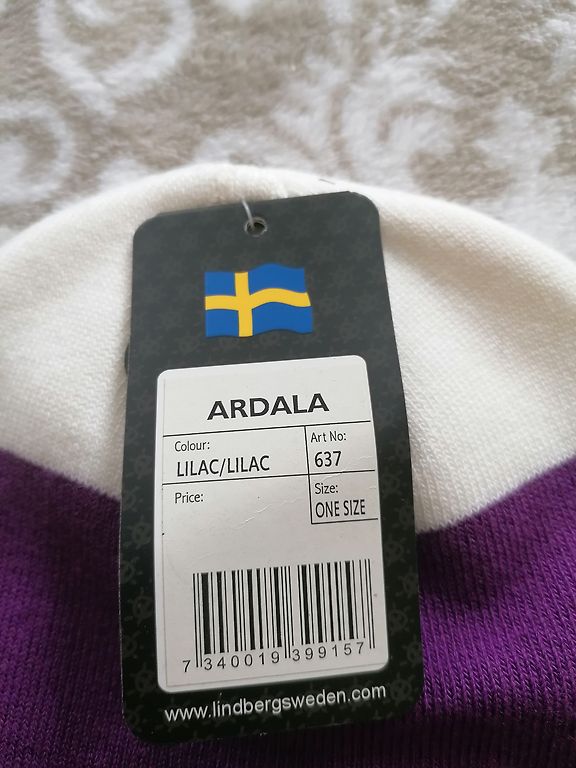 ARDALA
Colour:
LILAC/LILAC
Art No:
637
Price:
Size:
ONE SIZE
7 340019 399157
www.lindbergsweden.com